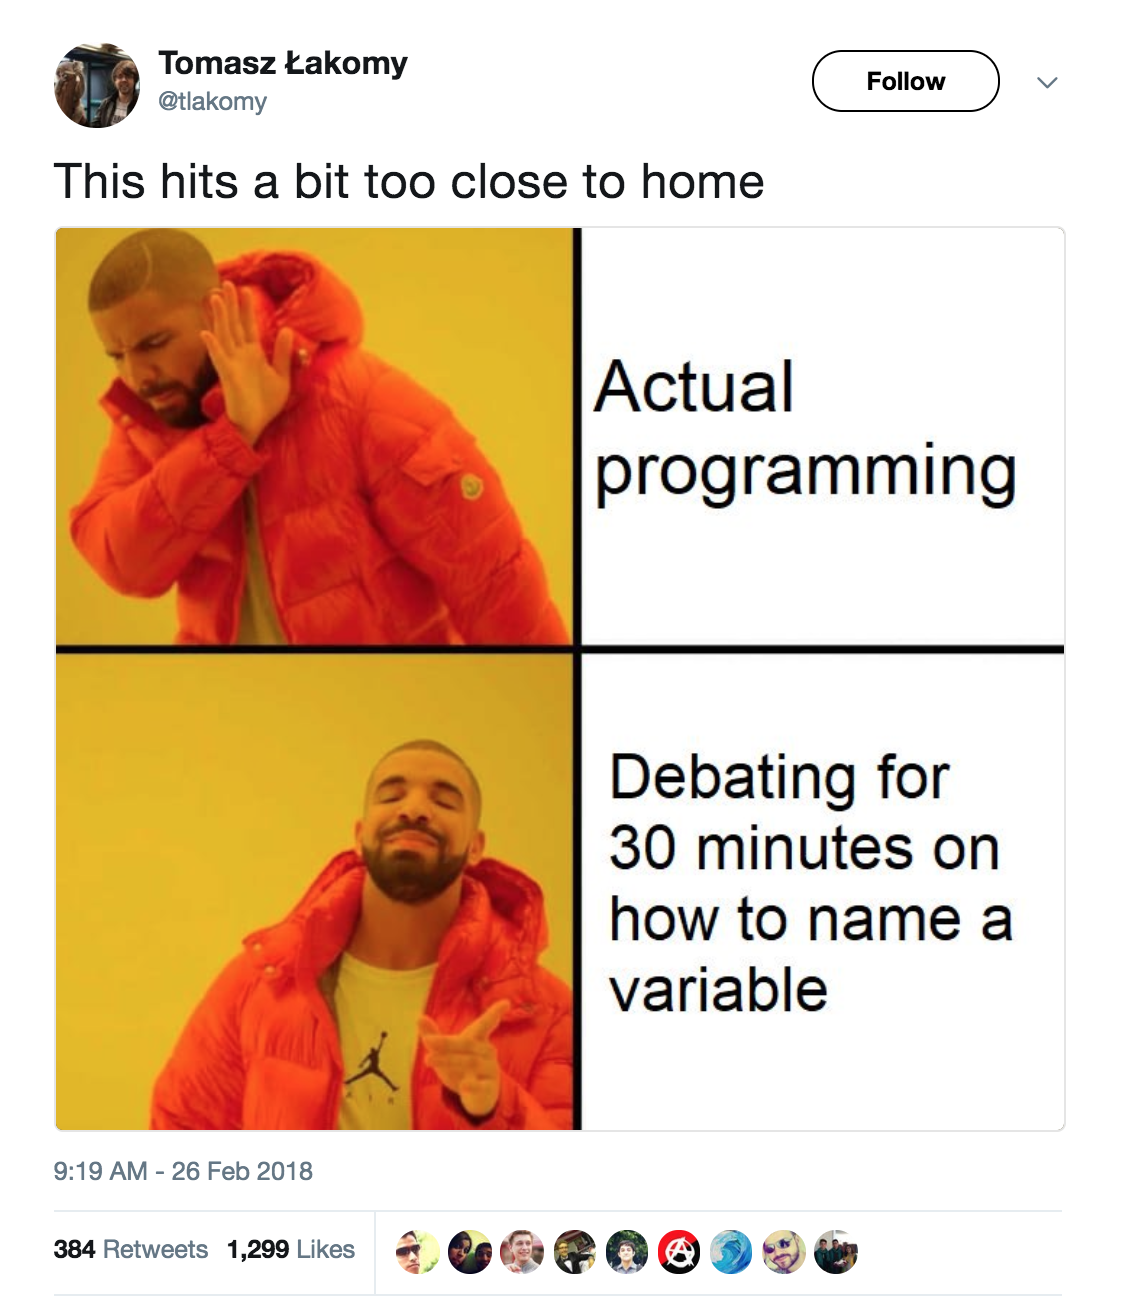 Tomasz Łakomy
@tlakomy
Follow
This hits a bit too close to home
Actual
programming
Debating for
30 minutes on
how to name a
variable
9:19 AM - 26 Feb 2018
384 Retweets 1,299 Likes